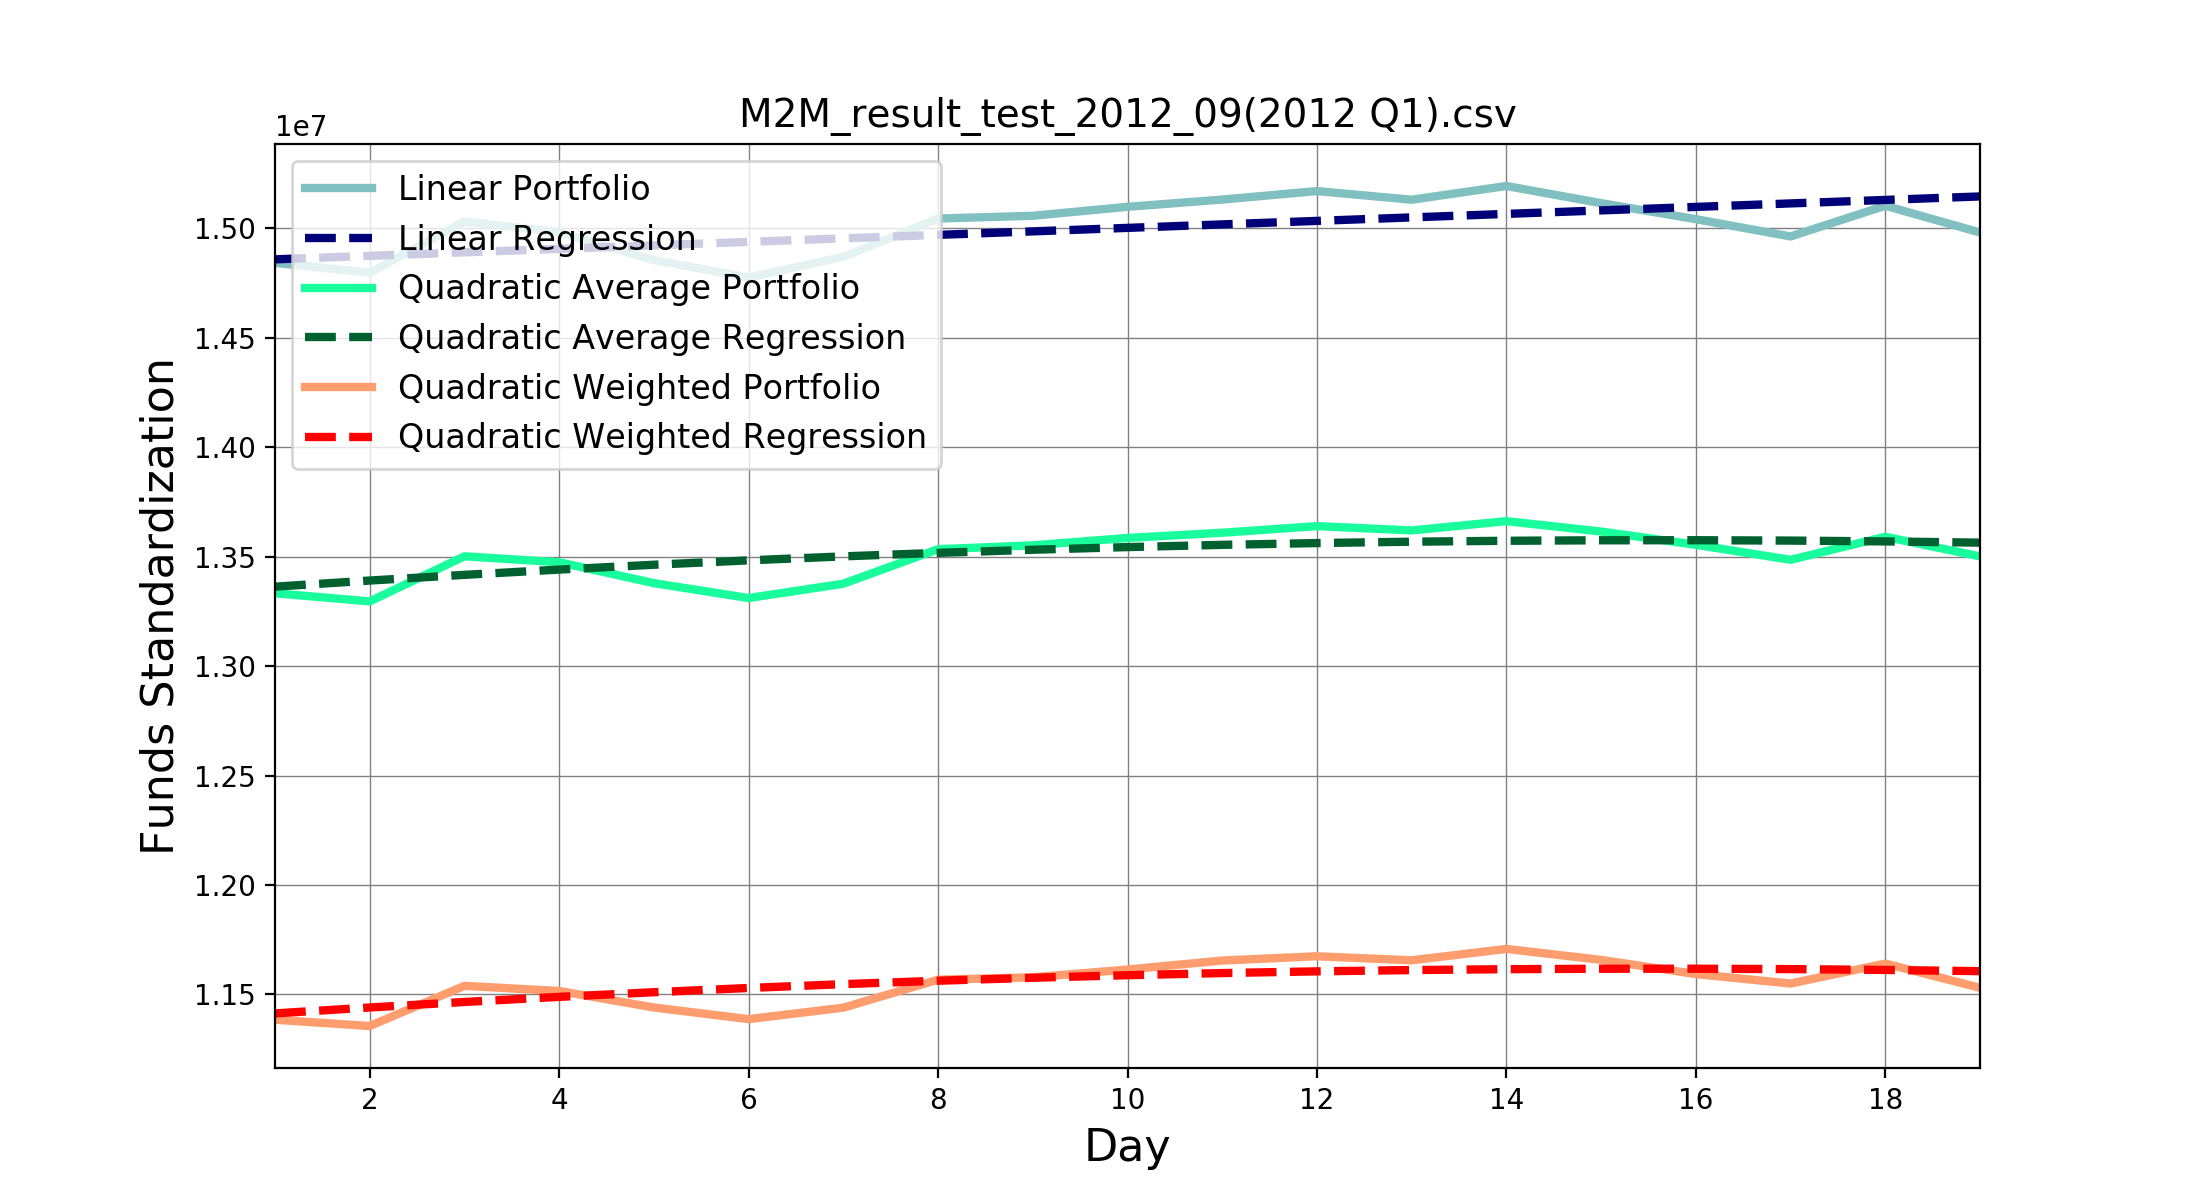 M2M_result_test_2012_09(2012 Q1).csv
1e7
Linear Portfolio
Linear Regression
Quadratic Average Portfolio
Quadratic Average Regression
Quadratic Weighted Portfolio
Quadratic Weighted Regression
1.50
1.45
1.40
1.35
1.30
1.25
1.20
1.15
Funds Standardization
2 4 6 8 10 12 14 16 18
Day